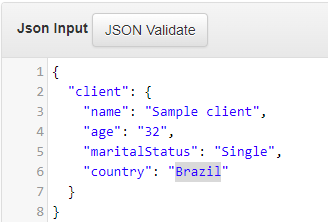 Json Input JSON Validate
1 {
2   "client": {
3     "name": "Sample client",
4     "age": "32",
5     "maritalStatus": "Single",
6     "country": "Brazil"
7   }
8 }